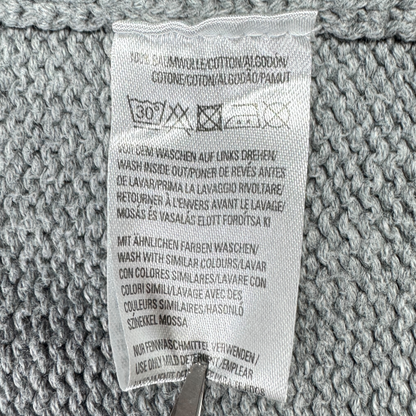 100% BAUMWOLLE/COTTON/ALGODÓN/
COTONE/COTON/ALGODÃO/PAMUT
30°
VOR DEM WASCHEN AUF LINKS DREHEN/
WASH INSIDE OUT/PONER DE REVÉS ANTES
DE LAVAR/PRIMA LA LAVAGGIO RIVOLTARE/
RETOURNER À L'ENVERS AVANT LE LAVAGE/
MOSÁS ÉS VASALÁS ELŐTT FORDÍTSA KI
MIT ÄHNLICHEN FARBEN WASCHEN/
WASH WITH SIMILAR COLOURS/LAVAR
CON COLORES SIMILARES/LAVARE CON
COLORI SIMILI/LAVAGE AVEC DES
COULEURS SIMILAIRES/HASONLÓ
SZÍNEKKEL MOSSA
NUR FEINWASCHMITTEL VERWENDEN/
USE ONLY MILD DETERGENT/EMPLEAR